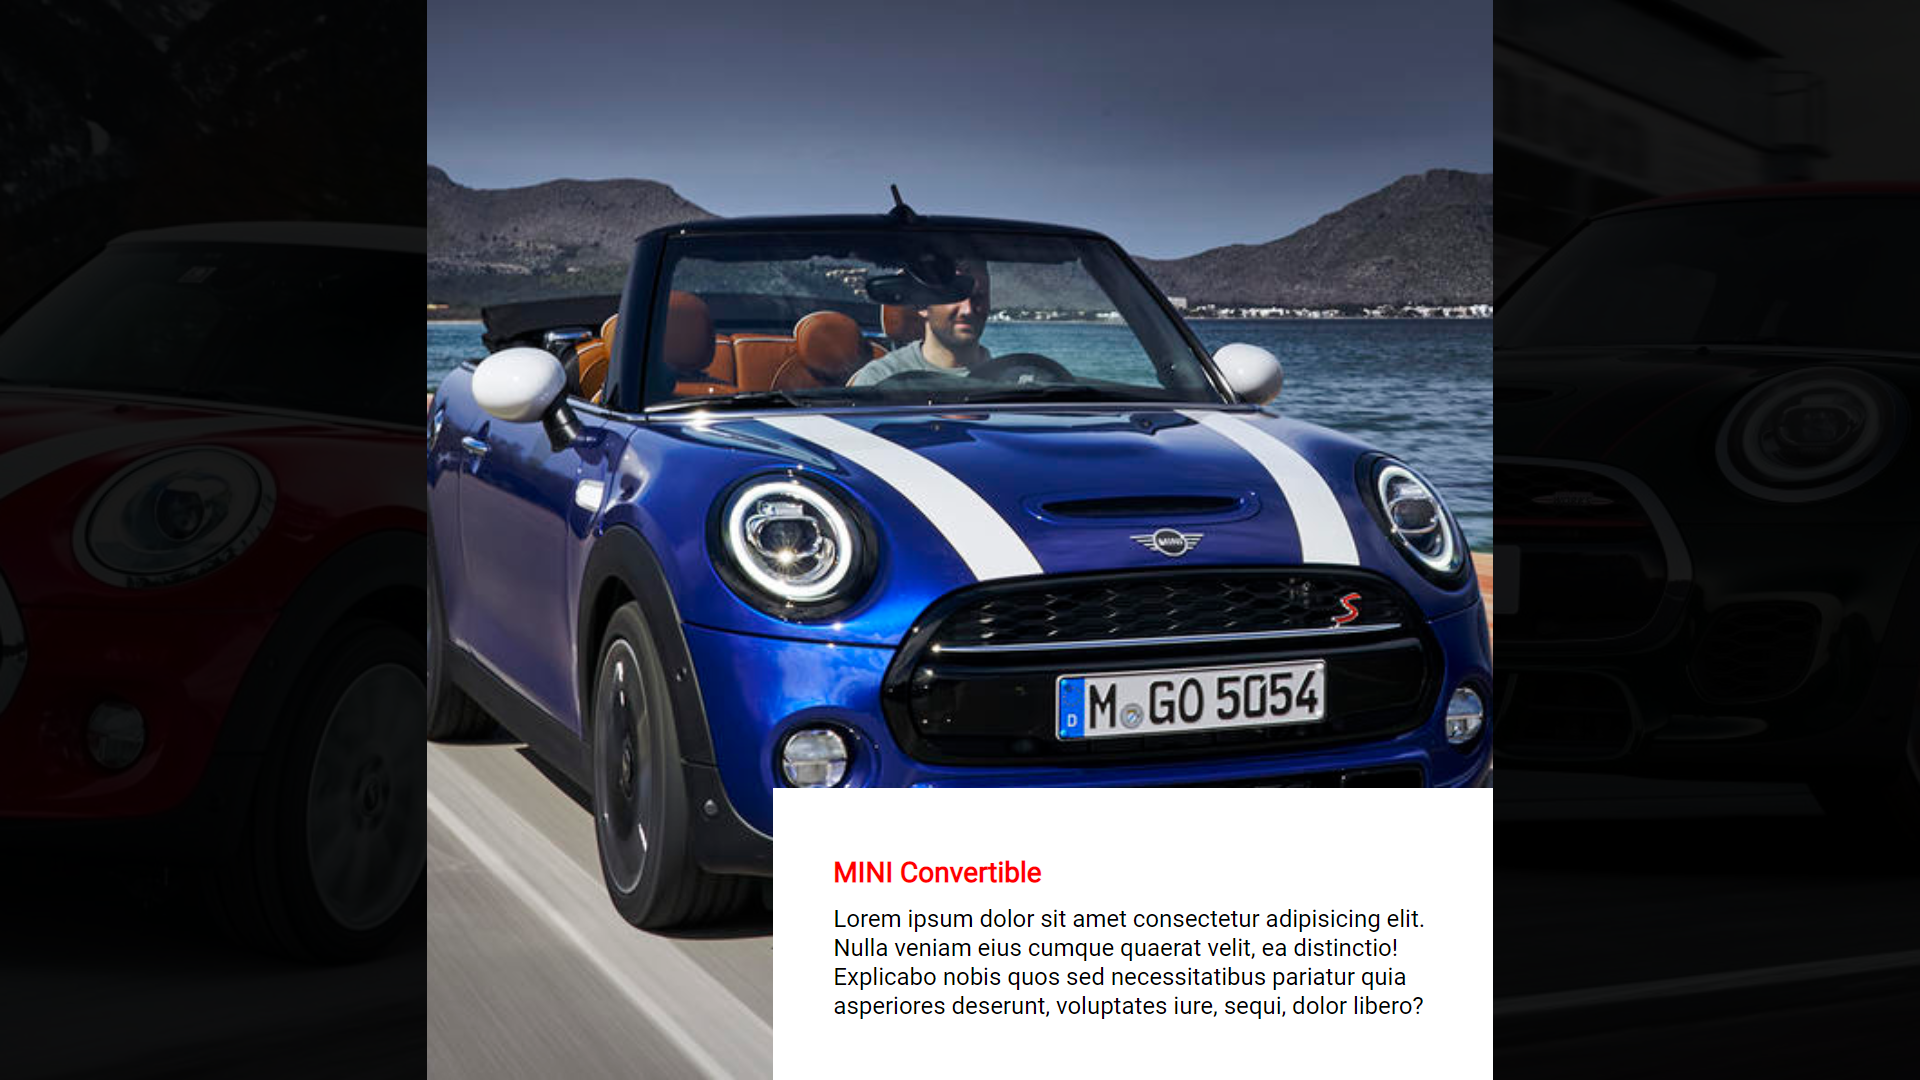 MINI
S
D
M GO 5054
MINI Convertible
Lorem ipsum dolor sit amet consectetur adipisicing elit.
Nulla veniam eius cumque quaerat velit, ea distinctio!
Explicabo nobis quos sed necessitatibus pariatur quia
asperiores deserunt, voluptates iure, sequi, dolor libero?